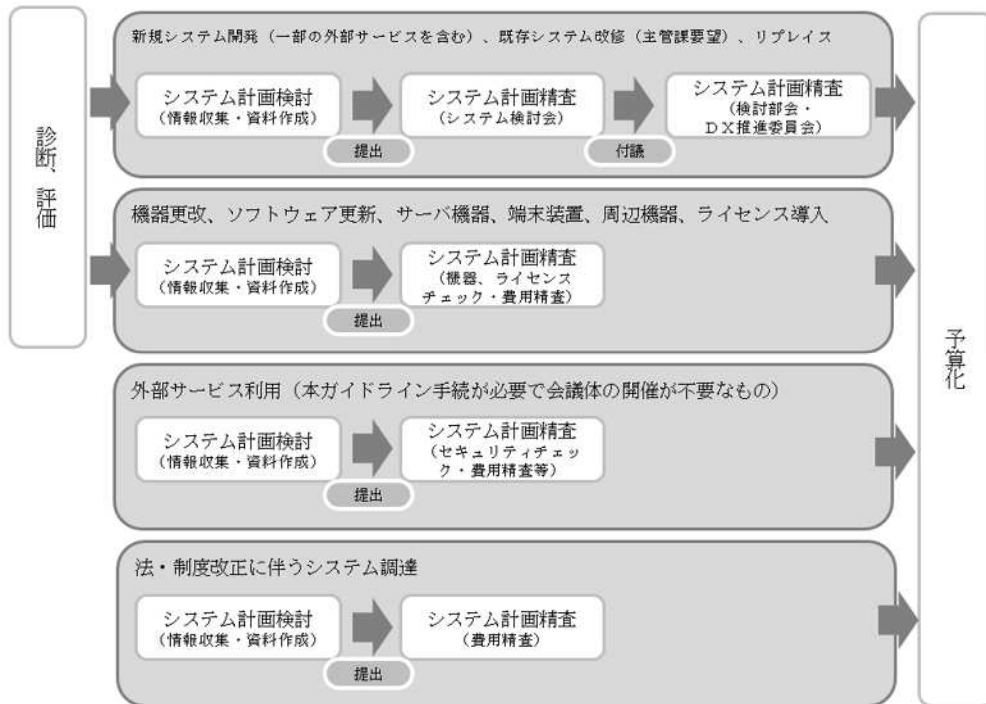 診断、評価
新規システム開発（一部の外部サービスを含む）、既存システム改修（主管課要望）、リプレイス
システム計画検討
（情報収集・資料作成）
提出
システム計画精査
（システム検討会）
付議
システム計画精査
（検討部会・
ＤＸ推進委員会）
機器更改、ソフトウェア更新、サーバ機器、端末装置、周辺機器、ライセンス導入
システム計画検討
（情報収集・資料作成）
提出
システム計画精査
（機器、ライセンス
チェック・費用精査）
外部サービス利用（本ガイドライン手続が必要で会議体の開催が不要なもの）
システム計画検討
（情報収集・資料作成）
提出
システム計画精査
（セキュリティチェッ
ク・費用精査等）
法・制度改正に伴うシステム調達
システム計画検討
（情報収集・資料作成）
提出
システム計画精査
（費用精査）
予算化